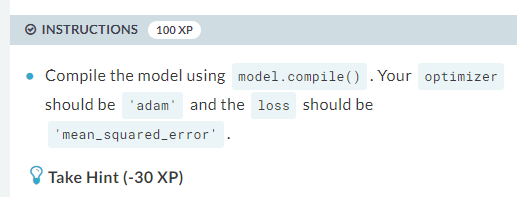 INSTRUCTIONS 100 XP
Compile the model using model.compile() . Your optimizer
should be 'adam' and the loss should be
'mean_squared_error' .
Take Hint (-30 XP)